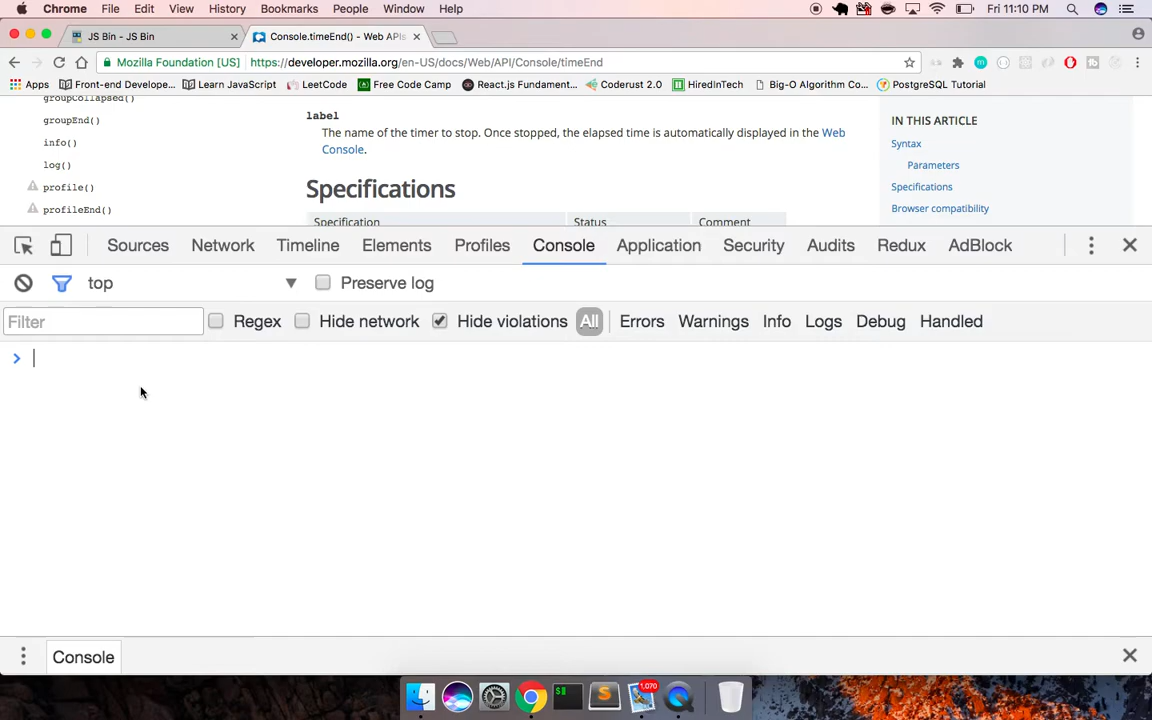 Chrome File Edit View History Bookmarks People Window Help Fri 11:10 PM
JS Bin - JS Bin × Console.timeEnd() - Web APIs ×
Mozilla Foundation [US] https://developer.mozilla.org/en-US/docs/Web/API/Console/timeEnd
Apps Front-end Develope... Learn JavaScript LeetCode Free Code Camp React.js Fundament... Coderust 2.0 HiredInTech Big-O Algorithm Co... PostgreSQL Tutorial
groupCollapsed()
groupEnd()
info()
log()
profile()
profileEnd()
label
The name of the timer to stop. Once stopped, the elapsed time is automatically displayed in the Web
Console.
Specifications
Specification Status Comment
IN THIS ARTICLE
Syntax
Parameters
Specifications
Browser compatibility
Sources Network Timeline Elements Profiles Console Application Security Audits Redux AdBlock
top Preserve log
Filter Regex Hide network Hide violations All Errors Warnings Info Logs Debug Handled
>
Console
1,070